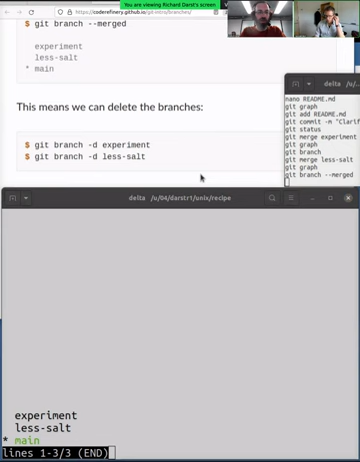 You are viewing Richard Darst's screen
https://coderefinery.github.io/git-intro/branches/
$ git branch --merged
experiment
less-salt
* main
This means we can delete the branches:
$ git branch -d experiment
$ git branch -d less-salt
delta /u/...
nano README.md
git graph
git add README.md
git commit -m "Clarif
git status
git merge experiment
git graph
git branch
git merge less-salt
git graph
git branch --merged
delta /u/04/darstr1/unix/recipe
experiment
less-salt
* main
lines 1-3/3 (END)